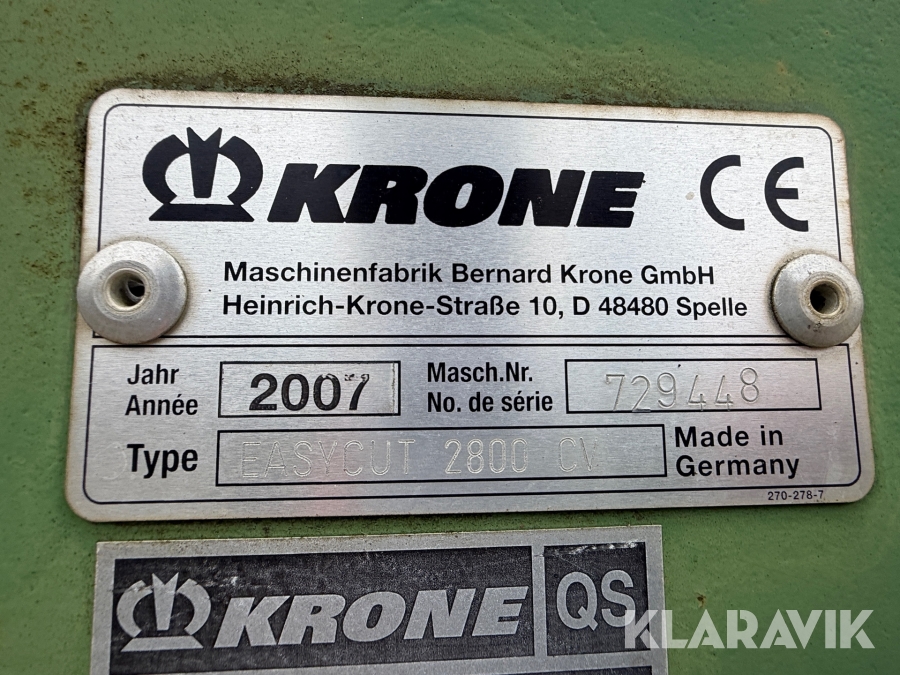 KRONE CE
Maschinenfabrik Bernard Krone GmbH
Heinrich-Krone-Straße 10, D 48480 Spelle
Jahr
Année
2007
Masch.Nr.
No. de série
729448
Type
EASYCUT 2800 CV
Made in
Germany
270-278-7
KRONE QS
KLARAVIK